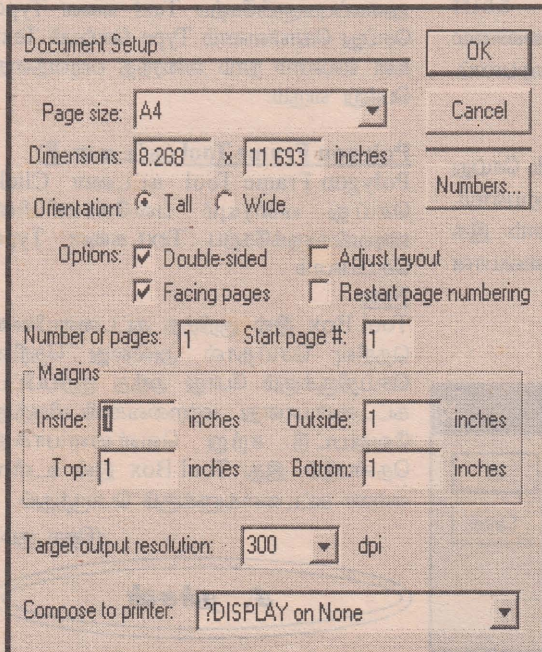 Document Setup
OK
Page size: A4
Cancel
Dimensions: 8.268 x 11.693 inches
Numbers...
Orientation: Tall Wide
Options: Double-sided Adjust layout
Facing pages Restart page numbering
Number of pages: 1 Start page #: 1
Margins
Inside: 1 inches Outside: 1 inches
Top: 1 inches Bottom: 1 inches
Target output resolution: 300 dpi
Compose to printer: ?DISPLAY on None